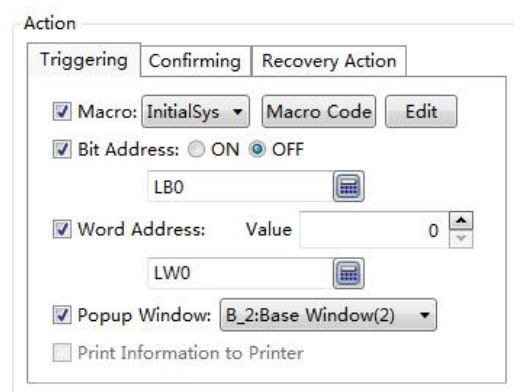 Action
Triggering Confirming Recovery Action
Macro: InitialSys Macro Code Edit
Bit Address: ON OFF
LB0
Word Address: Value 0
LW0
Popup Window: B_2:Base Window(2)
Print Information to Printer